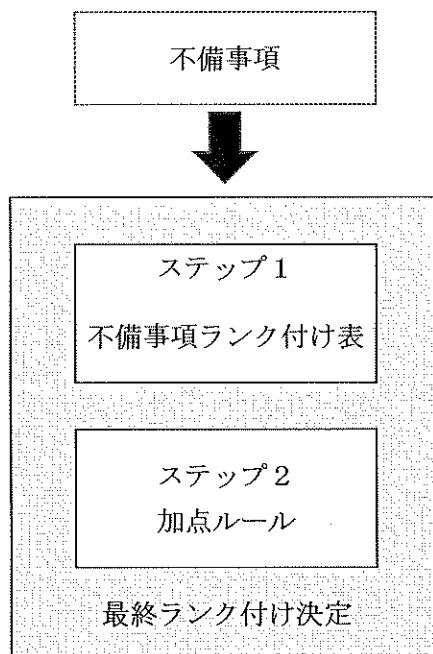 不備事項
ステップ１
不備事項ランク付け表
ステップ２
加点ルール
最終ランク付け決定